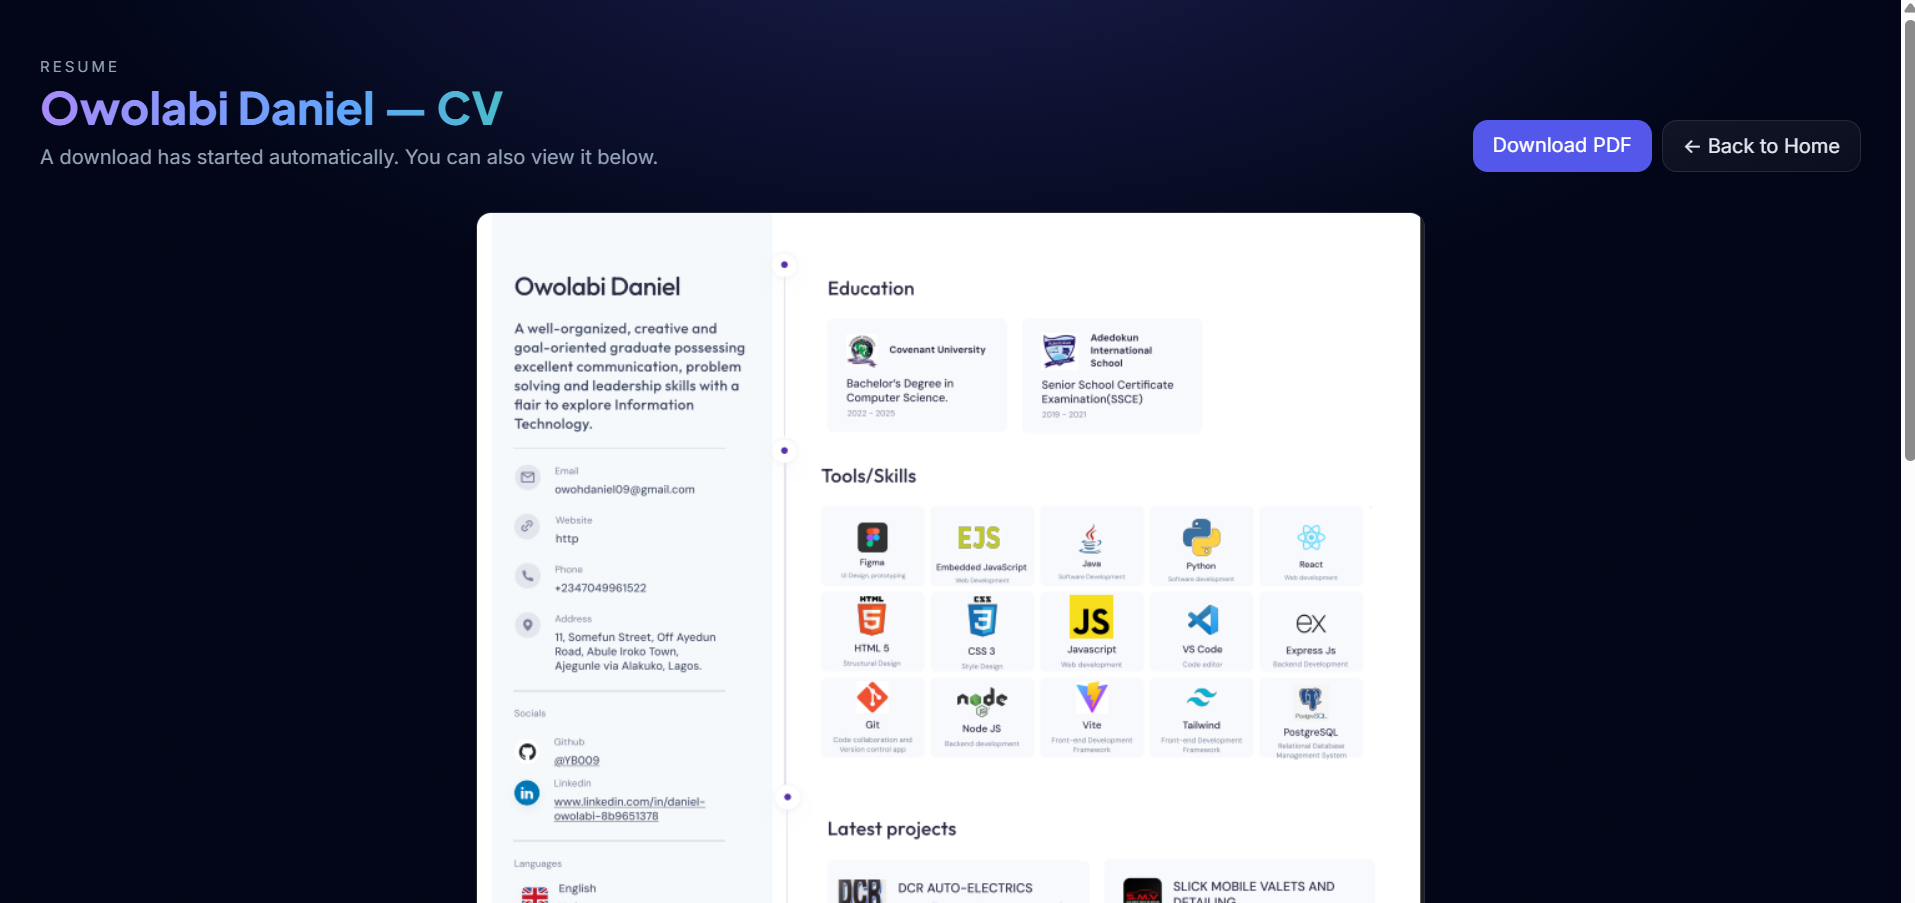 RESUME
Owolabi Daniel — CV
A download has started automatically. You can also view it below.
Download PDF
← Back to Home
Owolabi Daniel
A well-organized, creative and
goal-oriented graduate possessing
excellent communication, problem
solving and leadership skills with a
flair to explore Information
Technology.
Email
owohdaniel09@gmail.com
Website
http
Phone
+2347049961522
Address
11, Somefun Street, Off Ayedun
Road, Abule Iroko Town,
Ajegunle via Alakuko, Lagos.
Socials
Github
@YB009
Linkedin
www.linkedin.com/in/daniel-
owolabi-8b9651378
Languages
English
Education
Covenant University
Bachelor's Degree in
Computer Science.
2022 - 2025
Adedokun
International
School
Senior School Certificate
Examination(SSCE)
2019 - 2021
Tools/Skills
Figma
UI Design, prototyping
EJS
Embedded JavaScript
Web Development
Java
Software Development
Python
Software development
React
Web development
HTML
5
HTML 5
Structural Design
CSS
3
CSS 3
Style Design
JS
Javascript
Web development
VS Code
Code editor
ex
Express Js
Backend Development
Git
Code collaboration and
Version control app
node
JS
Node JS
Backend development
Vite
Front-end Development
Framework
Tailwind
Front-end Development
Framework
PostgreSQL
PostgreSQL
Relational Database
Management System
Latest projects
DCR
DCR AUTO-ELECTRICS
S.M.V
SLICK MOBILE VALETS AND
DETAILING